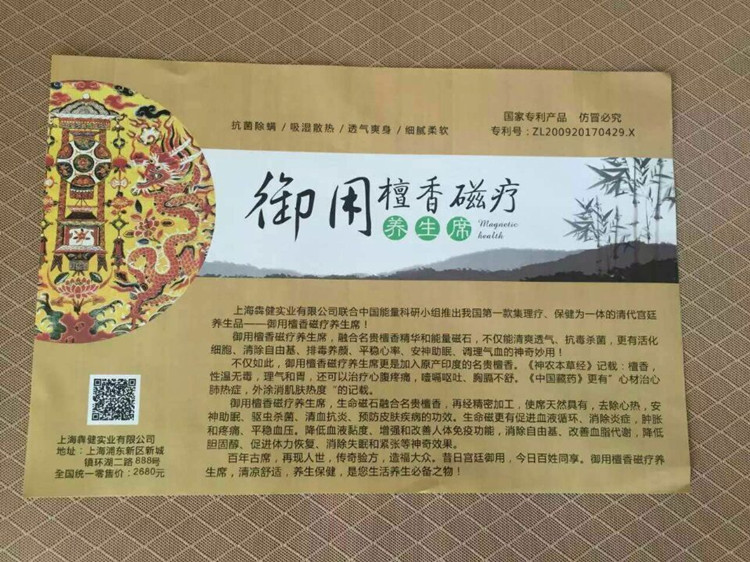 抗菌除螨/吸湿散热/透气爽身/细腻柔软
国家专利产品 仿冒必究
专利号:ZL200920170429.X
御用檀香磁疗
养生席
Magnetic
health
上海犇健实业有限公司联合中国能量科研小组推出我国第一款集理疗、保健为一体的清代宫廷
养生品——御用檀香磁疗养生席!
御用檀香磁疗养生席,融合名贵檀香精华和能量磁石,不仅能清爽透气、抗毒杀菌,更有活化
细胞、清除自由基、排毒养颜、平稳心率、安神助眠、调理气血的神奇妙用!
不仅如此,御用檀香磁疗养生席更是加入原产印度的名贵檀香。《神农本草经》记载:檀香,
性温无毒,理气和胃,还可以治疗心腹疼痛,噎嗝呕吐、胸膈不舒。《中国藏药》更有“心材治心
肺热症,外涂消肌肤热度”的记载。
御用檀香磁疗养生席,生命磁石融合名贵檀香,再经精密加工,使席天然具有,去除心热,安
神助眠、驱虫杀菌、清血抗炎、预防皮肤疾病的功效。生命磁更有促进血液循环、消除炎症,肿胀
和疼痛、平稳血压。降低血液黏度、增强和改善人体免疫功能,消除自由基、改善血脂代谢,降低
胆固醇、促进体力恢复、消除失眠和紧张等神奇效果。
百年古席,再现人世,传奇验方,造福大众。昔日宫廷御用,今日百姓同享。御用檀香磁疗养生
席,清凉舒适,养生保健,是您生活养生必备之物!
上海犇健实业有限公司
地址:上海浦东新区新城
镇环湖二路888号
全国统一零售价:2680元